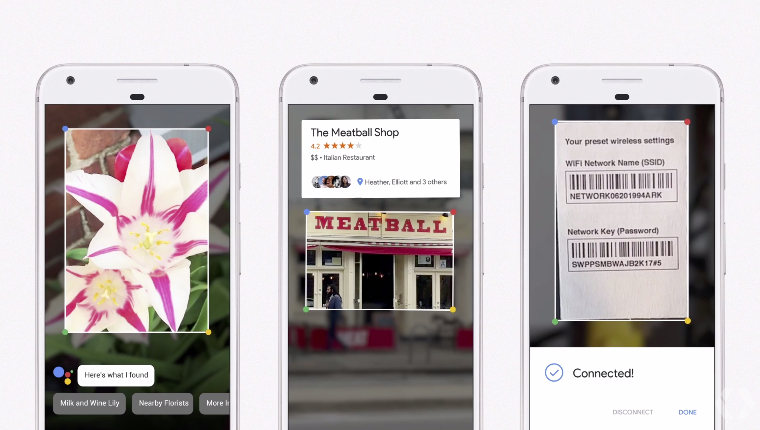 Here's what I found
Milk and Wine Lily
Nearby Florists
More
The Meatball Shop
4.2
$$ • Italian Restaurant
Heather, Elliott and 3 others
MEATBALL
Your preset wireless settings
WiFi Network Name (SSID)
NETWORK06201994ARK
Network Key (Password)
SWPPSMBWAJB2K17#5
Connected!
DISCONNECT
DONE